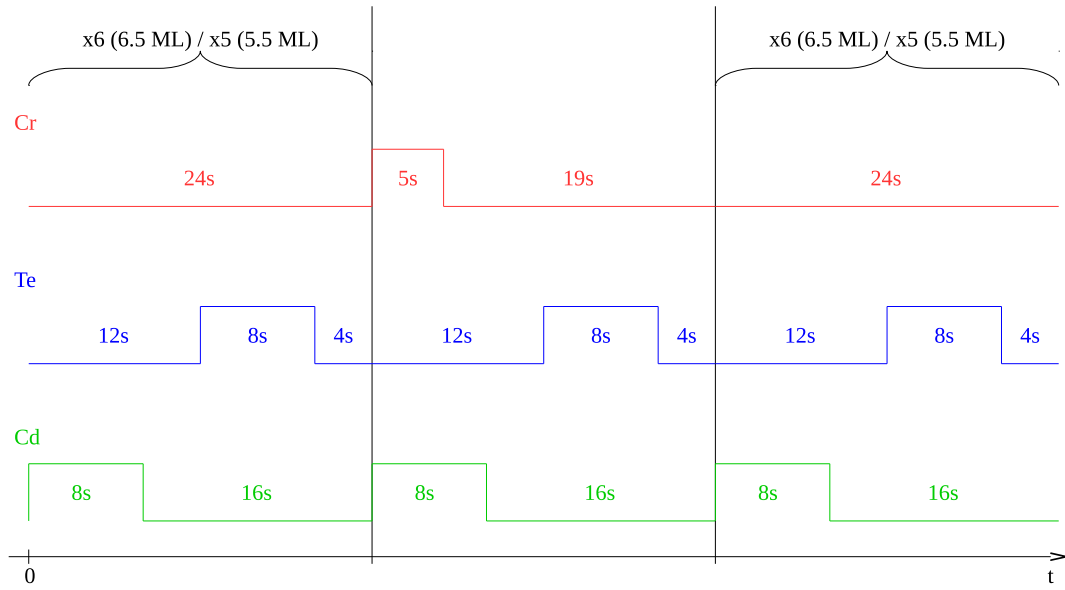 x6 (6.5 ML) / x5 (5.5 ML) x6 (6.5 ML) / x5 (5.5 ML)
Cr
24s 5s 19s 24s
Te
12s 8s 4s 12s 8s 4s 12s 8s 4s
Cd
8s 16s 8s 16s 8s 16s
0 t